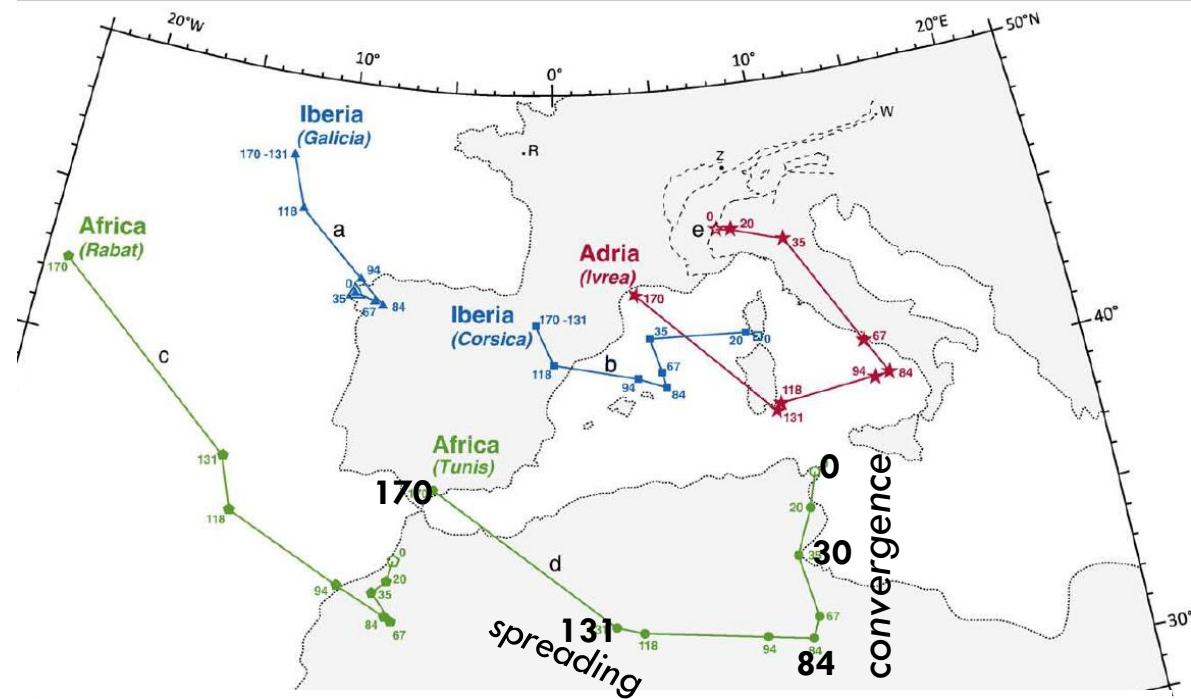 20°W
10°
0°
10°
20°E
50°N
Iberia
(Galicia)
170 -131
118
a
94
0
35
67
84
R
Z
W
Africa
(Rabat)
170
c
131
118
94
0
20
35
84
67
Iberia
(Corsica)
170 -131
118
b
94
84
67
35
20
0
Adria
(Ivrea)
170
e
0
20
35
67
84
94
118
131
40°
Africa
(Tunis)
170
d
131
118
94
84
84
67
30
20
0
spreading
convergence
30°